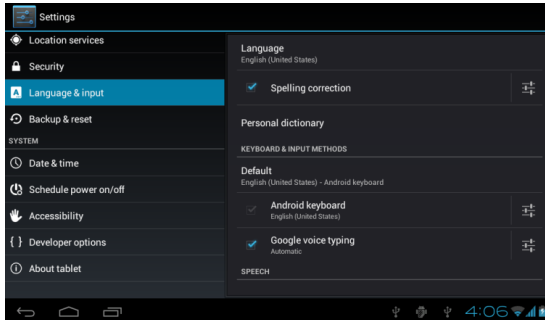 Settings
Location services
Security
A Language & input
Backup & reset
SYSTEM
Date & time
Schedule power on/off
Accessibility
{ } Developer options
About tablet
Language
English (United States)
Spelling correction
Personal dictionary
KEYBOARD & INPUT METHODS
Default
English (United States) - Android keyboard
Android keyboard
English (United States)
Google voice typing
Automatic
SPEECH
4:06